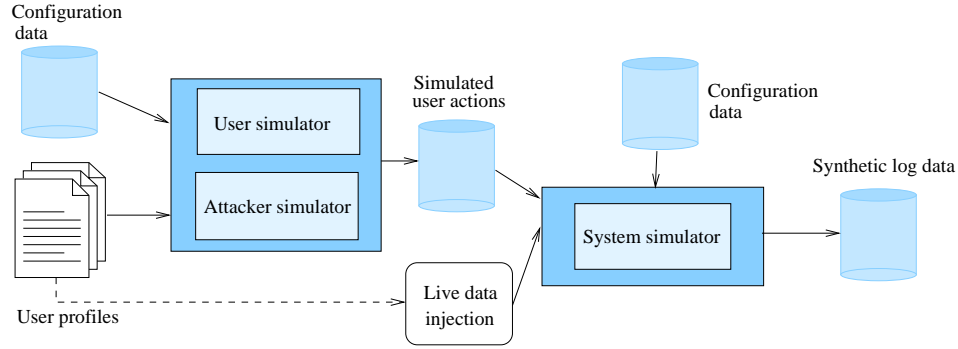 Configuration
data
User simulator
Attacker simulator
Simulated
user actions
Configuration
data
Synthetic log data
System simulator
Live data
injection
User profiles